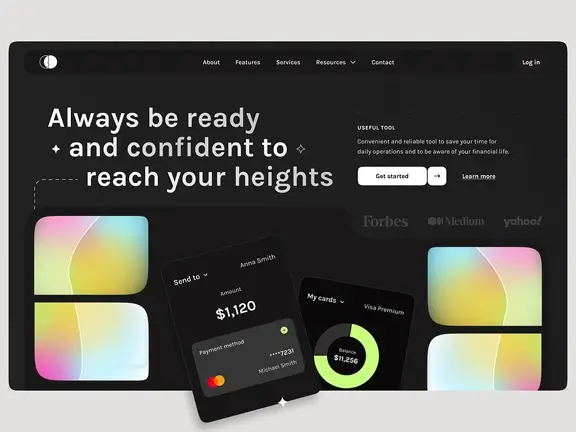 About Features Services Resources Contact Log in
Always be ready
and confident to
reach your heights
USEFUL TOOL
Convenient and reliable tool to save your time for
daily operations and to be aware of your financial life.
Get started
Learn more
Forbes Medium yahoo!
Send to Anna Smith
Amount
$1,120
Payment method
****7231
Michael Smith
My cards Visa Premium
Balance
$11,256